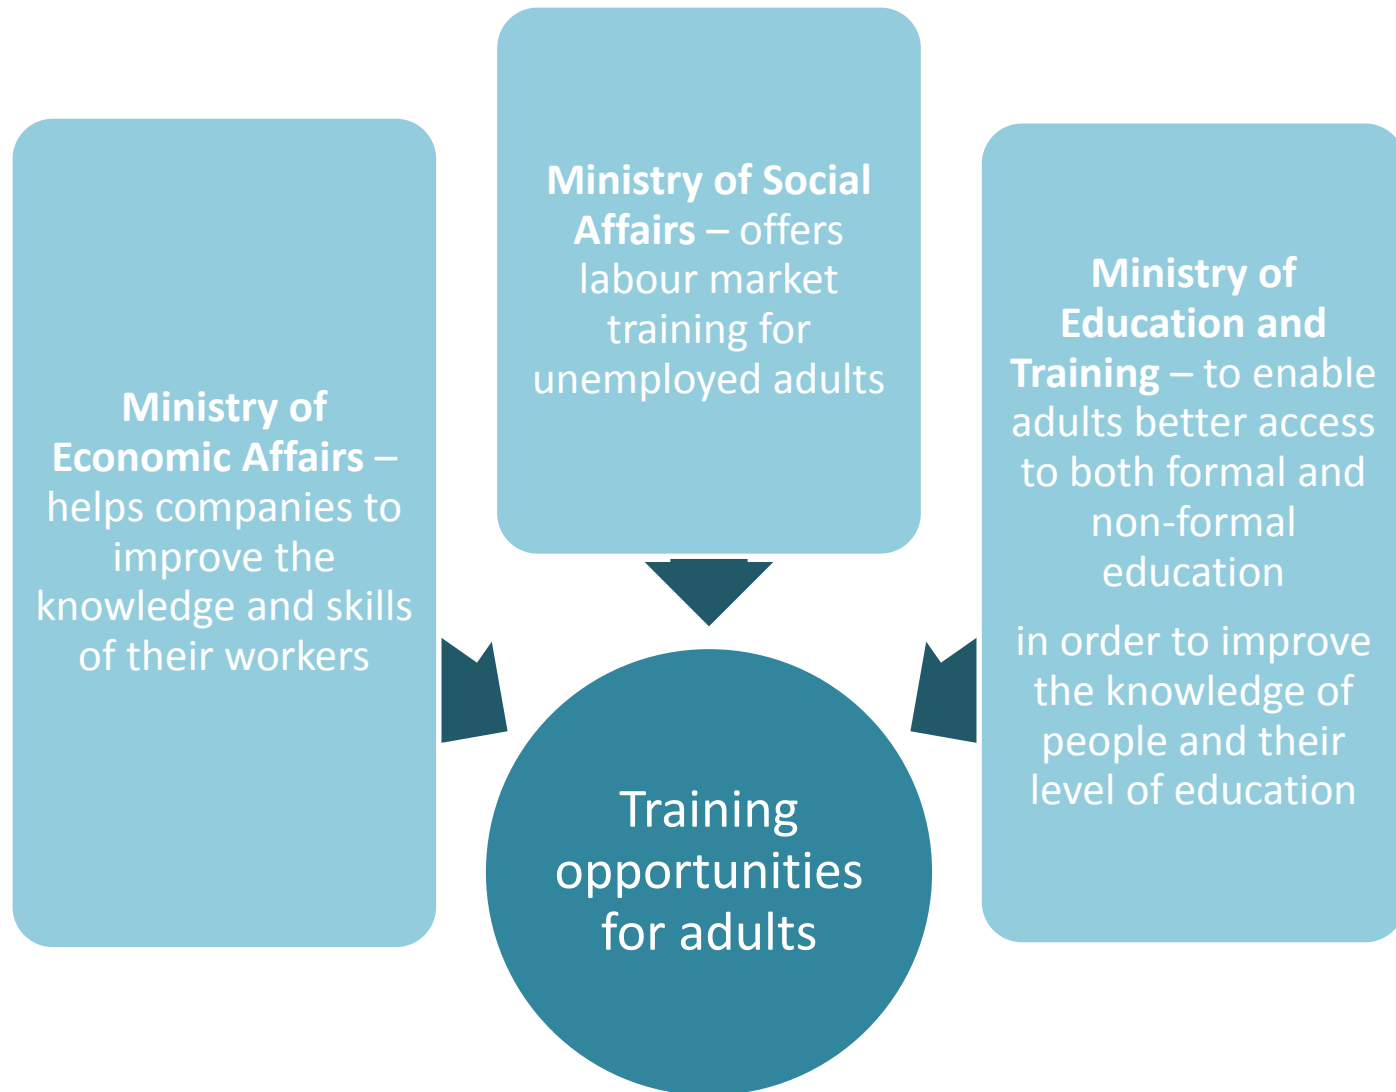 Ministry of
Economic Affairs –
helps companies to
improve the
knowledge and skills
of their workers
Ministry of Social
Affairs – offers
labour market
training for
unemployed adults
Ministry of
Education and
Training – to enable
adults better access
to both formal and
non-formal
education
in order to improve
the knowledge of
people and their
level of education
Training
opportunities
for adults